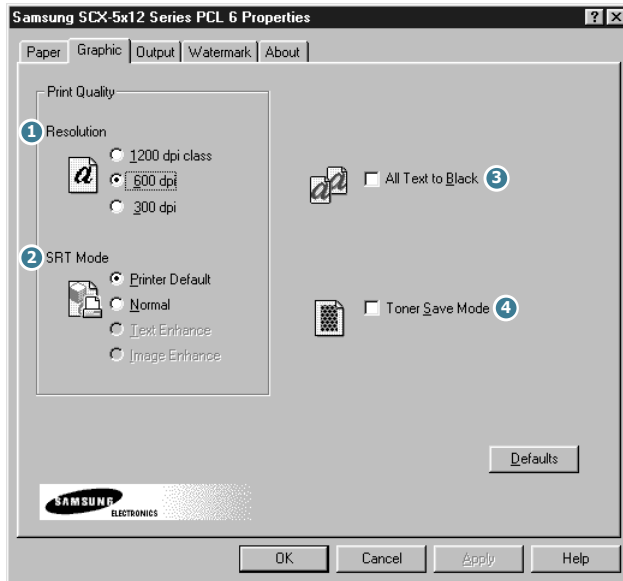 Samsung SCX-5x12 Series PCL 6 Properties
Paper Graphic Output Watermark About
Print Quality
1 Resolution
1200 dpi class
600 dpi
300 dpi
a
aa
All Text to Black 3
2 SRT Mode
Printer Default
Normal
Text Enhance
Image Enhance
Toner Save Mode 4
Defaults
SAMSUNG
ELECTRONICS
OK Cancel Apply Help